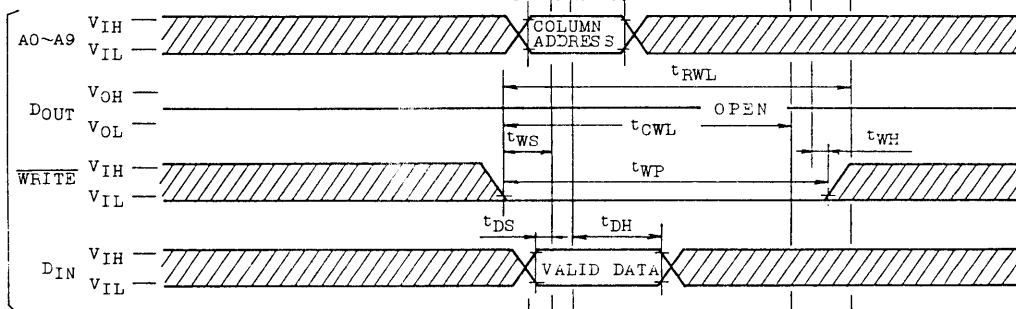 VIH
A0~A9
VIL
COLUMN
ADDRESS
tRWL
VOH
DOUT
OPEN
VOL
tCWL
tWS
tWH
VIH
WRITE
VIL
tWP
tDS
tDH
VIH
DIN
VIL
VALID DATA